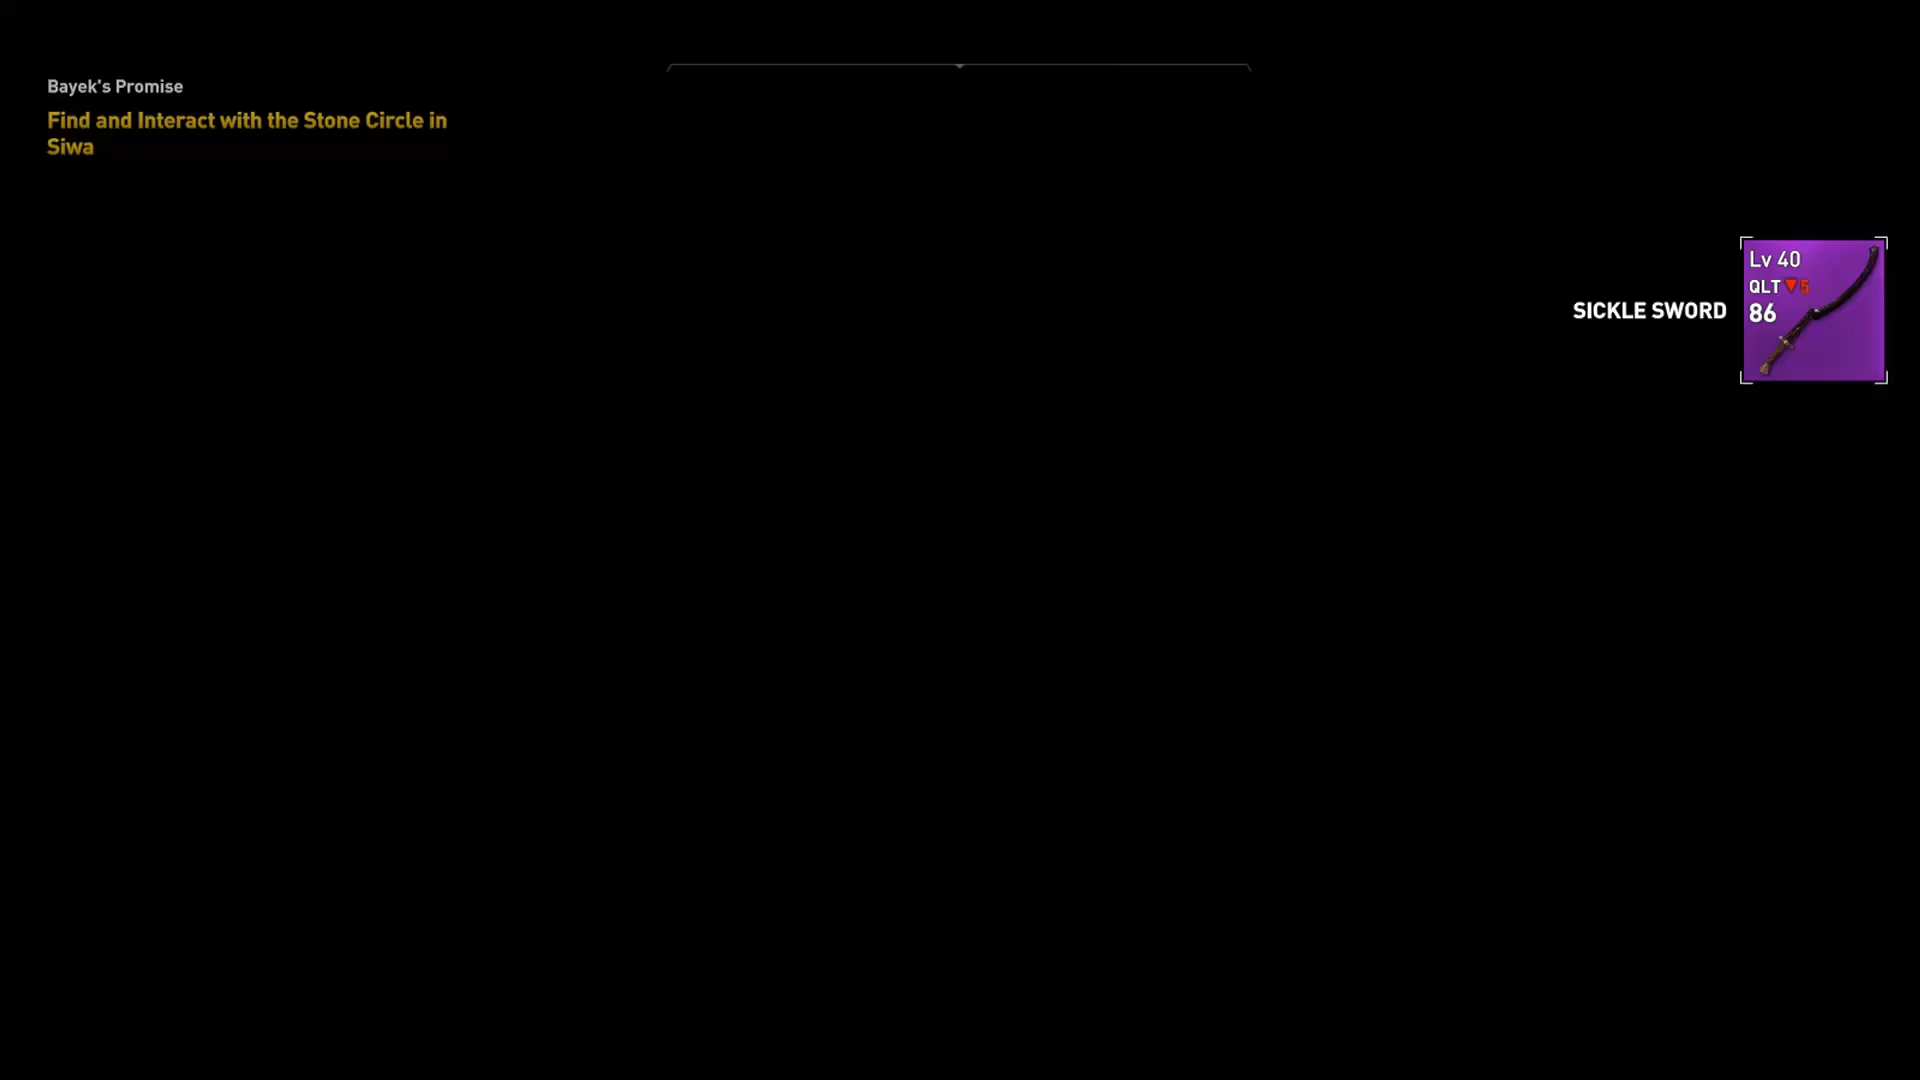 Bayek's Promise
Find and Interact with the Stone Circle in
Siwa
Lv 40
QLT▼5
SICKLE SWORD
86